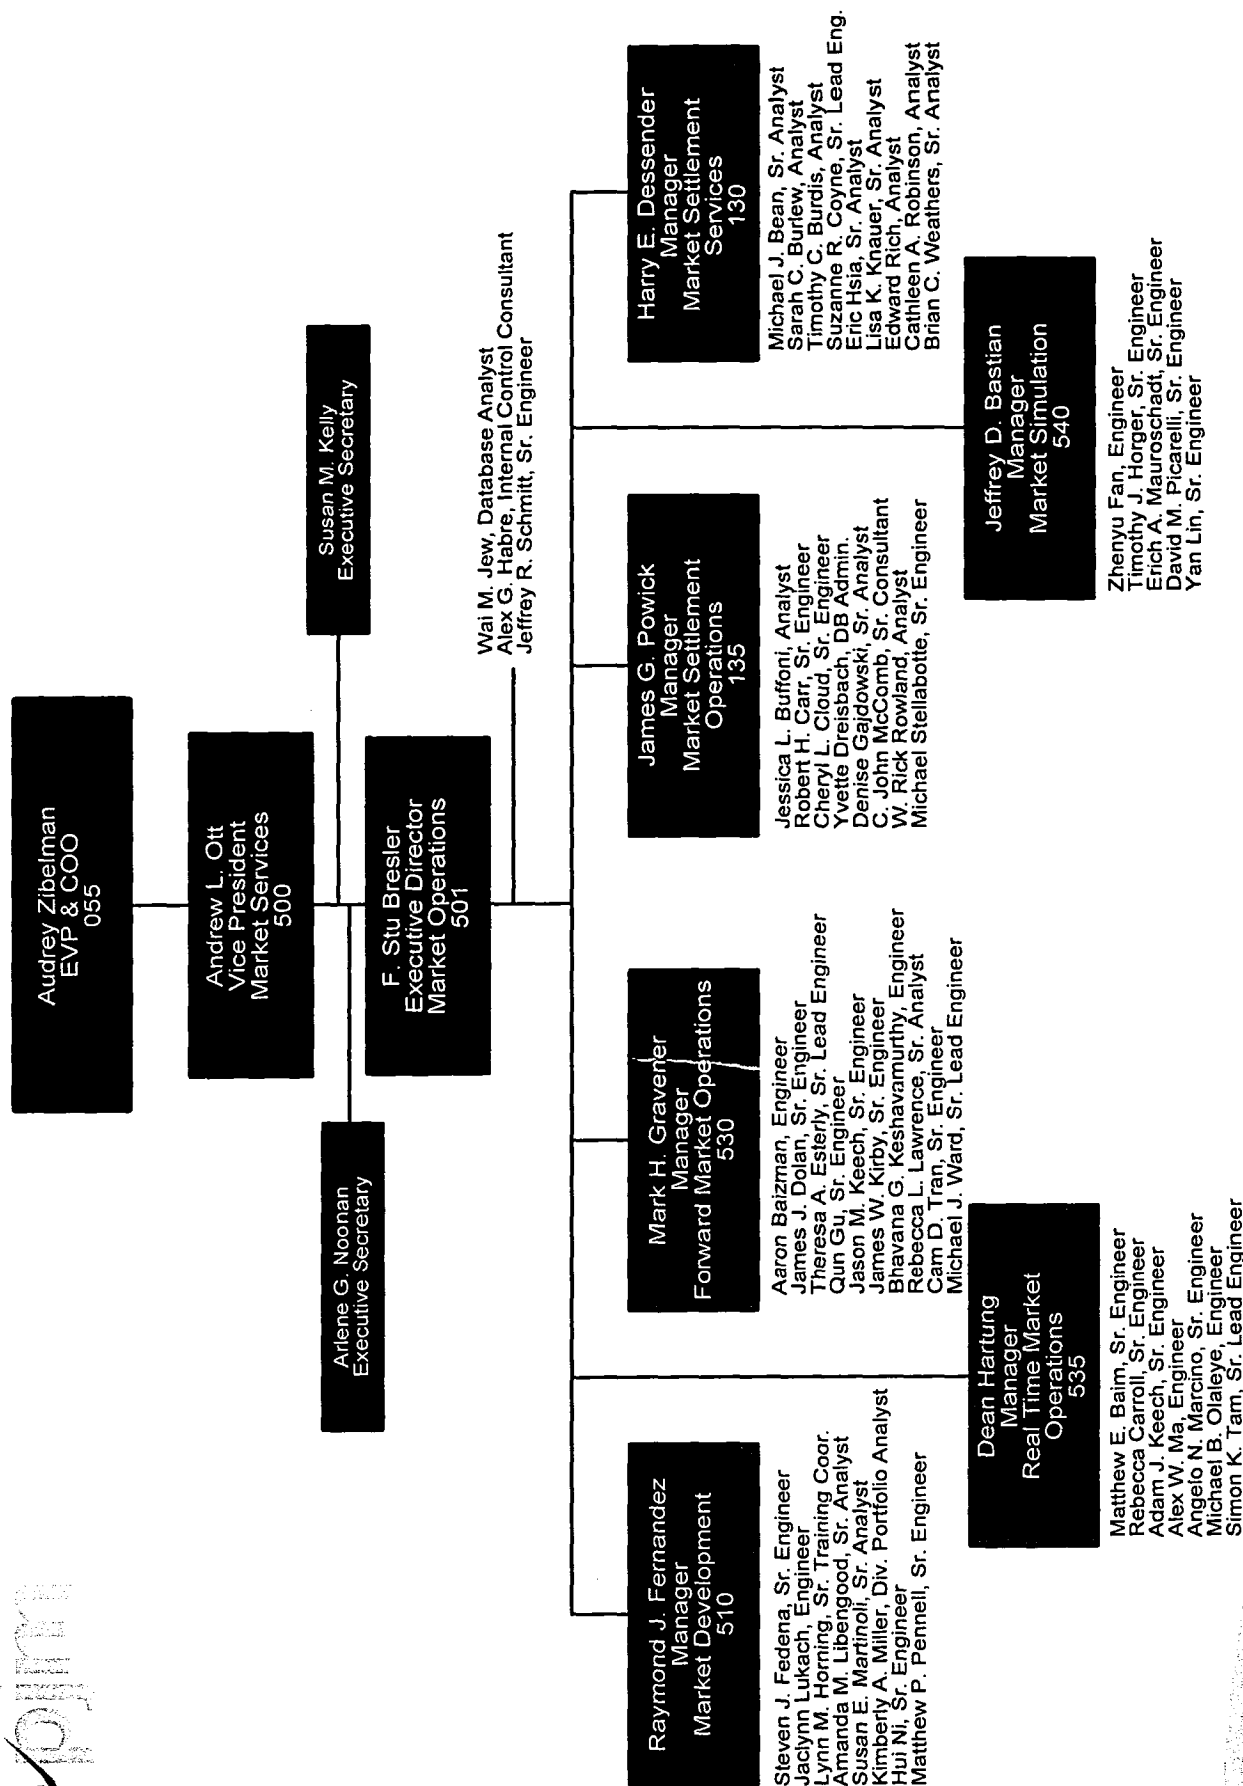 Audrey Zibelman
EVP & COO
055
Andrew L. Ott
Vice President
Market Services
500
Arlene G. Noonan
Executive Secretary
Susan M. Kelly
Executive Secretary
F. Stu Bresler
Executive Director
Market Operations
501
Wai M. Jew, Database Analyst
Alex G. Habre, Internal Control Consultant
Jeffrey R. Schmitt, Sr. Engineer
Raymond J. Fernandez
Manager
Market Development
510
Steven J. Fedena, Sr. Engineer
Jaclynn Lukach, Engineer
Lynn M. Horning, Sr. Training Coor.
Amanda M. Libengood, Sr. Analyst
Susan E. Martinoli, Sr. Analyst
Kimberly A. Miller, Div. Portfolio Analyst
Hui Ni, Sr. Engineer
Matthew P. Pennell, Sr. Engineer
Mark H. Gravener
Manager
Forward Market Operations
530
Aaron Baizman, Engineer
James J. Dolan, Sr. Engineer
Theresa A. Esterly, Sr. Lead Engineer
Qun Gu, Sr. Engineer
Jason M. Keech, Sr. Engineer
James W. Kirby, Sr. Engineer
Bhavana G. Keshavamurthy, Engineer
Rebecca L. Lawrence, Sr. Analyst
Cam D. Tran, Sr. Engineer
Michael J. Ward, Sr. Lead Engineer
James G. Powick
Manager
Market Settlement
Operations
135
Jessica L. Buffoni, Analyst
Robert H. Carr, Sr. Engineer
Cheryl L. Cloud, Sr. Engineer
Yvette Dreisbach, DB Admin.
Denise Gajdowski, Sr. Analyst
C. John McComb, Sr. Consultant
W. Rick Rowland, Analyst
Michael Stellabotte, Sr. Engineer
Harry E. Dessender
Manager
Market Settlement
Services
130
Michael J. Bean, Sr. Analyst
Sarah C. Burlew, Analyst
Timothy C. Burdis, Analyst
Suzanne R. Coyne, Sr. Lead Eng.
Eric Hsia, Sr. Analyst
Lisa K. Knauer, Sr. Analyst
Edward Rich, Analyst
Cathleen A. Robinson, Analyst
Brian C. Weathers, Sr. Analyst
Dean Hartung
Manager
Real Time Market
Operations
535
Matthew E. Baim, Sr. Engineer
Rebecca Carroll, Sr. Engineer
Adam J. Keech, Sr. Engineer
Alex W. Ma, Engineer
Angelo N. Marcino, Sr. Engineer
Michael B. Olaleye, Engineer
Simon K. Tam, Sr. Lead Engineer
Jeffrey D. Bastian
Manager
Market Simulation
540
Zhenyu Fan, Engineer
Timothy J. Horger, Sr. Engineer
Erich A. Mauroschadt, Sr. Engineer
David M. Picarelli, Sr. Engineer
Yan Lin, Sr. Engineer